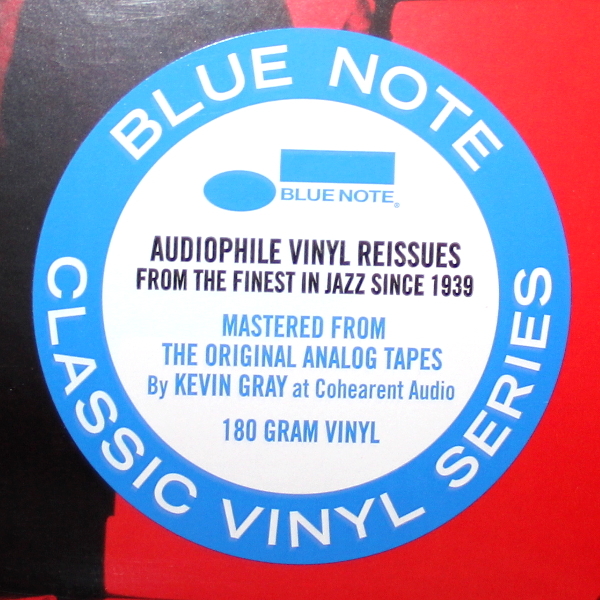 BLUE NOTE
BLUE NOTE®
AUDIOPHILE VINYL REISSUES
FROM THE FINEST IN JAZZ SINCE 1939
MASTERED FROM
THE ORIGINAL ANALOG TAPES
By KEVIN GRAY at Cohearent Audio
180 GRAM VINYL
CLASSIC VINYL SERIES